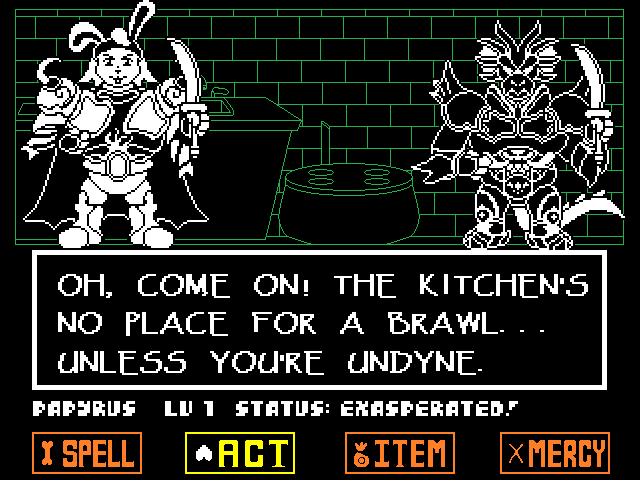 OH, COME ON! THE KITCHEN'S
NO PLACE FOR A BRAWL...
UNLESS YOU'RE UNDYNE.
PAPYRUS LV 1 STATUS: EXASPERATED!
SPELL ACT ITEM MERCY